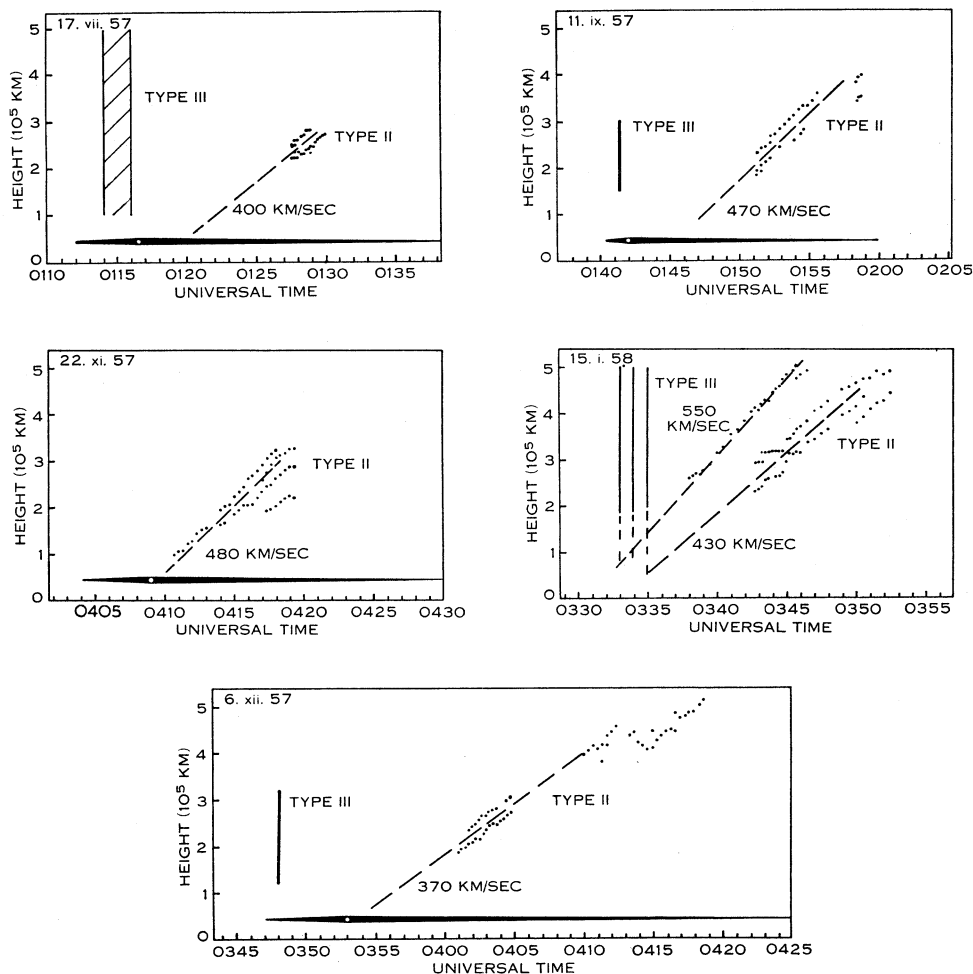 17. vii. 57
HEIGHT (10⁵ KM)
5
4
3
2
1
0
TYPE III
TYPE II
400 KM/SEC
0110 0115 0120 0125 0130 0135
UNIVERSAL TIME
11. ix. 57
HEIGHT (10⁵ KM)
5
4
3
2
1
0
TYPE III
TYPE II
470 KM/SEC
0140 0145 0150 0155 0200 0205
UNIVERSAL TIME
22. xi. 57
HEIGHT (10⁵ KM)
5
4
3
2
1
0
TYPE II
480 KM/SEC
0405 0410 0415 0420 0425 0430
UNIVERSAL TIME
15. i. 58
HEIGHT (10⁵ KM)
5
4
3
2
1
0
TYPE III
550
KM/SEC
TYPE II
430 KM/SEC
0330 0335 0340 0345 0350 0355
UNIVERSAL TIME
6. xii. 57
HEIGHT (10⁵ KM)
5
4
3
2
1
0
TYPE III
TYPE II
370 KM/SEC
0345 0350 0355 0400 0405 0410 0415 0420 0425
UNIVERSAL TIME